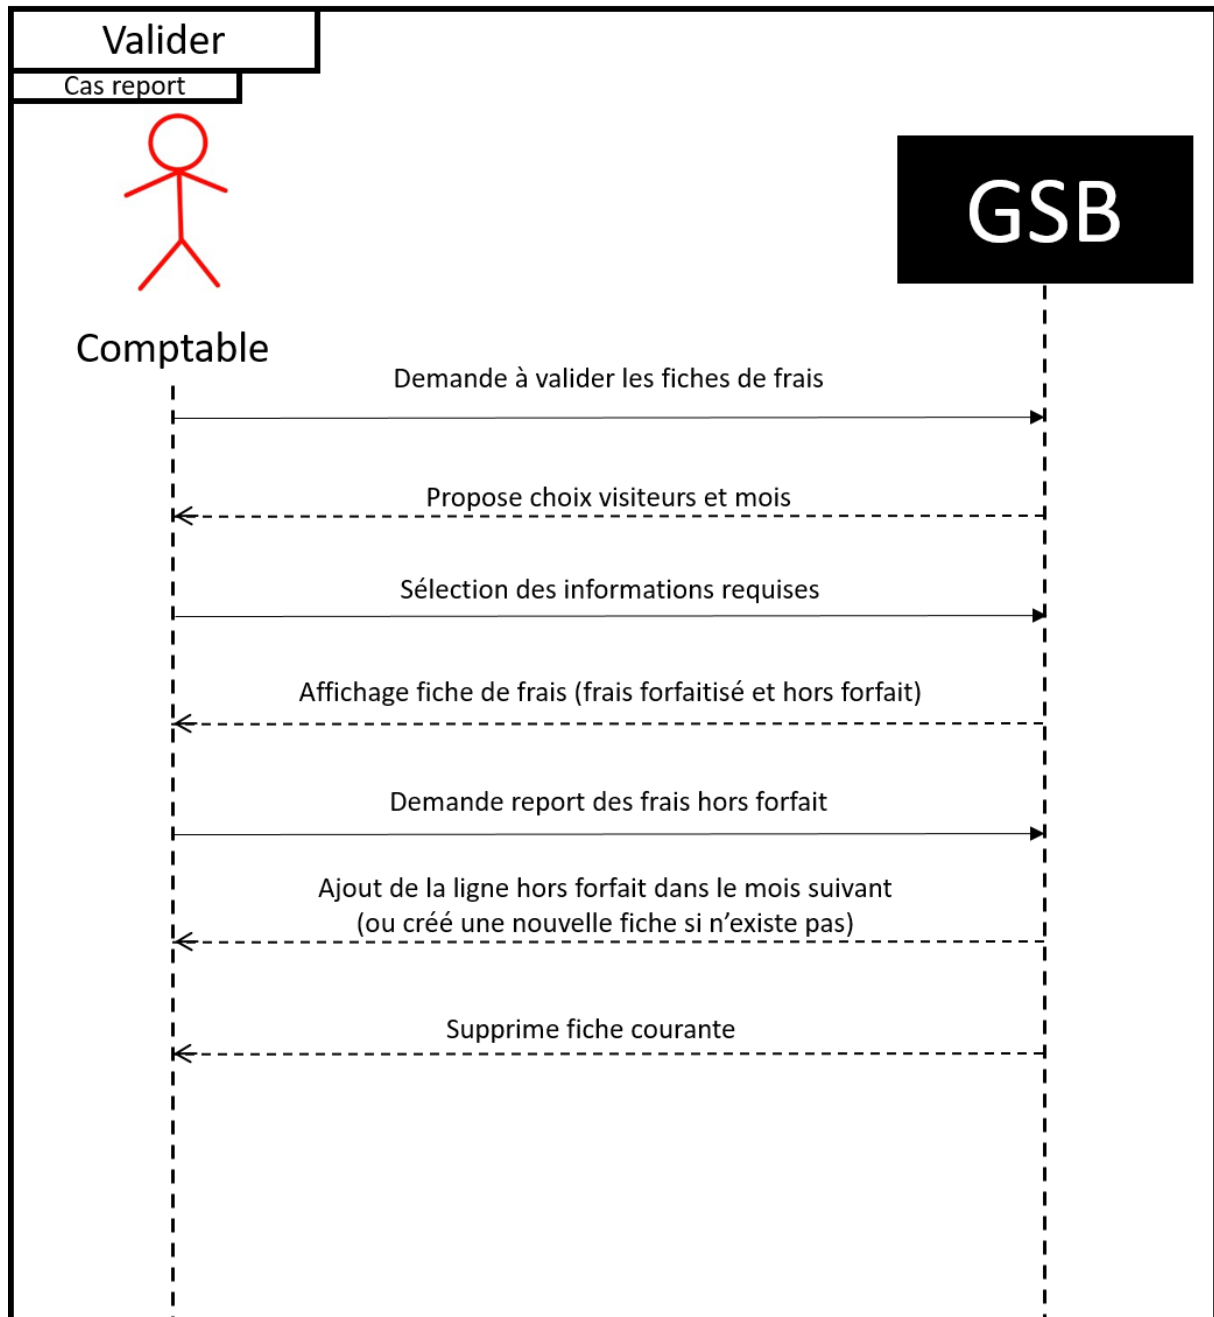 Valider
Cas report
GSB
Comptable
Demande à valider les fiches de frais
Propose choix visiteurs et mois
Sélection des informations requises
Affichage fiche de frais (frais forfaitisé et hors forfait)
Demande report des frais hors forfait
Ajout de la ligne hors forfait dans le mois suivant
(ou créé une nouvelle fiche si n’existe pas)
Supprime fiche courante